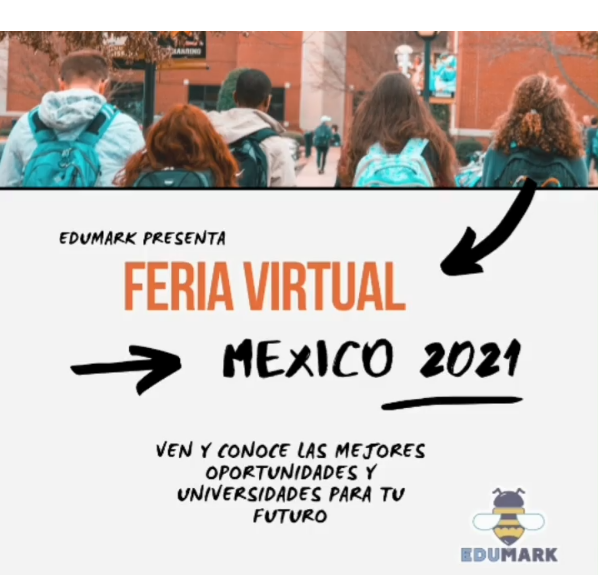 EDUMARK PRESENTA
FERIA VIRTUAL
MEXICO 2021
VEN Y CONOCE LAS MEJORES
OPORTUNIDADES Y
UNIVERSIDADES PARA TU
FUTURO
EDUMARK